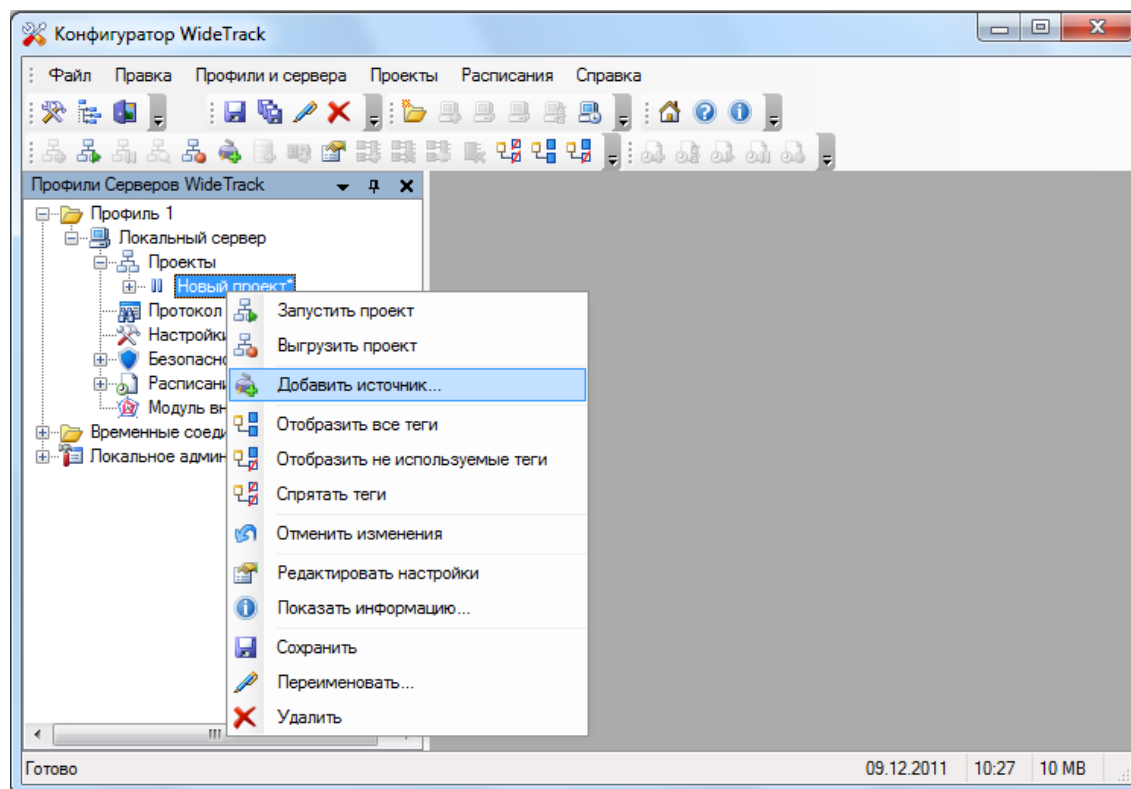 Конфигуратор WideTrack
Файл Правка Профили и сервера Проекты Расписания Справка
Профили Серверов WideTrack
Профиль 1
Локальный сервер
Проекты
Новый проект*
Протокол
Настройки
Безопасно
Расписани
Модуль вн
Временные соеди
Локальное админ
Запустить проект
Выгрузить проект
Добавить источник...
Отобразить все теги
Отобразить не используемые теги
Спрятать теги
Отменить изменения
Редактировать настройки
Показать информацию...
Сохранить
Переименовать...
Удалить
Готово 09.12.2011 10:27 10 MB